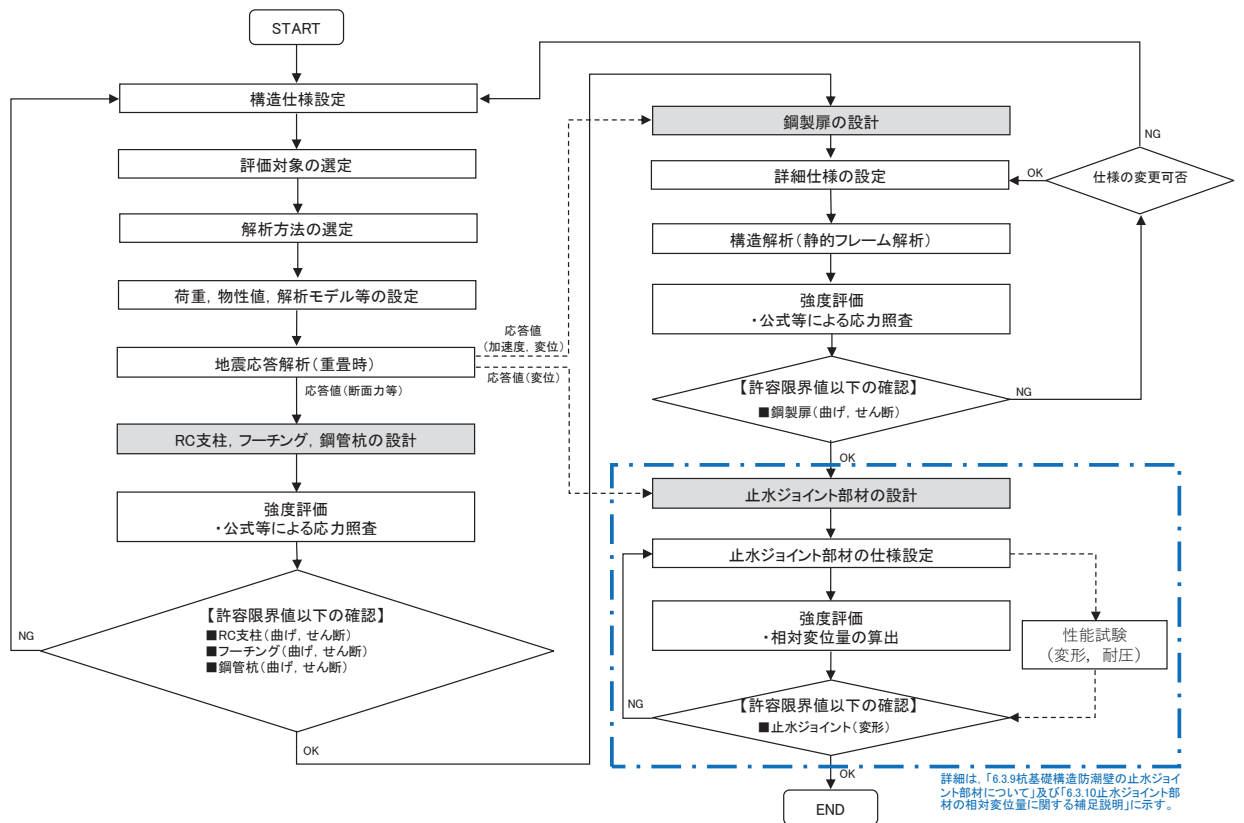 START
構造仕様設定
評価対象の選定
解析方法の選定
荷重，物性値，解析モデル等の設定
地震応答解析（重畳時）
応答値
（加速度，変位）
応答値（変位）
応答値（断面力等）
RC支柱，フーチング，鋼管杭の設計
強度評価
・公式等による応力照査
【許容限界値以下の確認】
■RC支柱（曲げ，せん断）
■フーチング（曲げ，せん断）
■鋼管杭（曲げ，せん断）
NG
OK
鋼製扉の設計
詳細仕様の設定
OK
仕様の変更可否
NG
構造解析（静的フレーム解析）
強度評価
・公式等による応力照査
【許容限界値以下の確認】
■鋼製扉（曲げ，せん断）
NG
OK
止水ジョイント部材の設計
止水ジョイント部材の仕様設定
強度評価
・相対変位量の算出
性能試験
（変形，耐圧）
【許容限界値以下の確認】
■止水ジョイント（変形）
NG
OK
END
詳細は，「6.3.9杭基礎構造防潮壁の止水ジョイ
ント部材について」及び「6.3.10止水ジョイント部
材の相対変位量に関する補足説明」に示す。